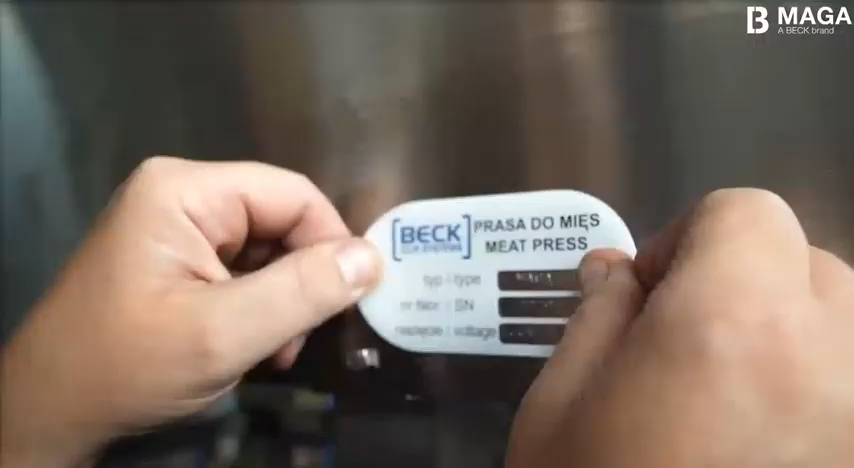 MAGA
A BECK brand
BECK PRASA DO MIĘS
MEAT PRESS
typ / type
nr fabr. / SN
napięcie / voltage